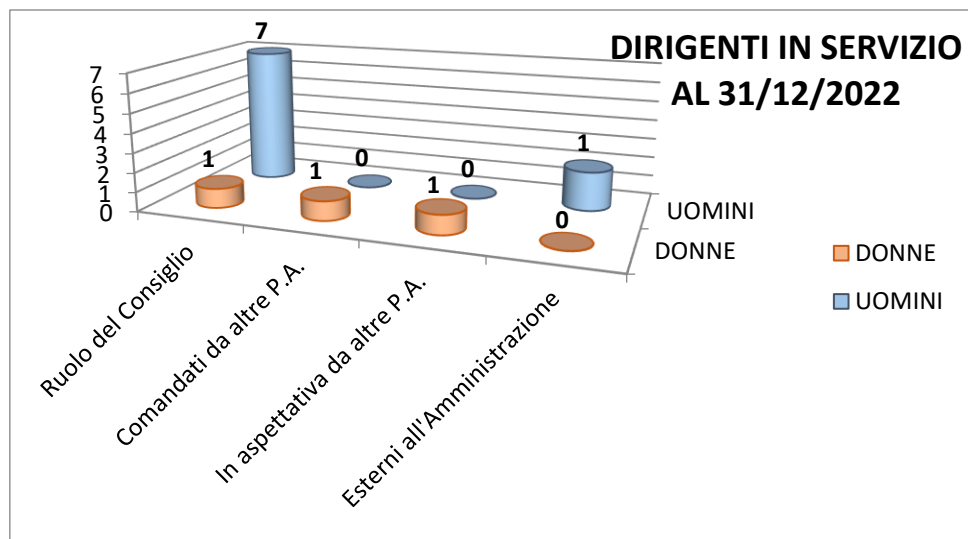 DIRIGENTI IN SERVIZIO
AL 31/12/2022
7
6
5
4
3
2
1
0
7
1
0
1
0
1
1
0
UOMINI
DONNE
DONNE
UOMINI
Ruolo del Consiglio
Comandati da altre P.A.
In aspettativa da altre P.A.
Esterni all'Amministrazione